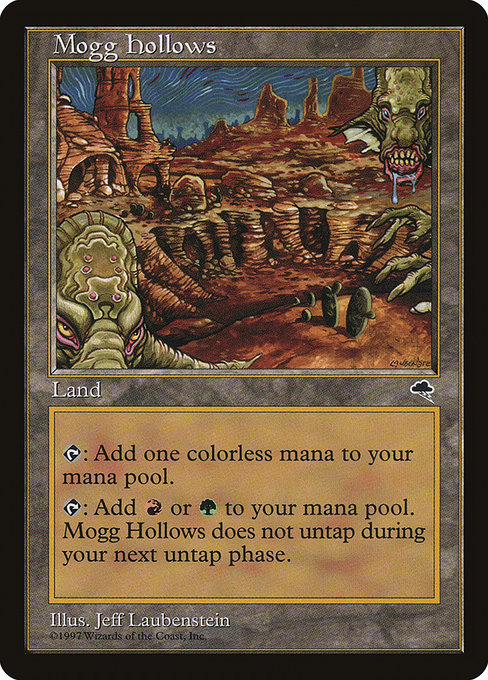 Mogg Hollows
Land
: Add one colorless mana to your
mana pool.
: Add or to your mana pool.
Mogg Hollows does not untap during
your next untap phase.
Illus. Jeff Laubenstein
©1997 Wizards of the Coast, Inc.